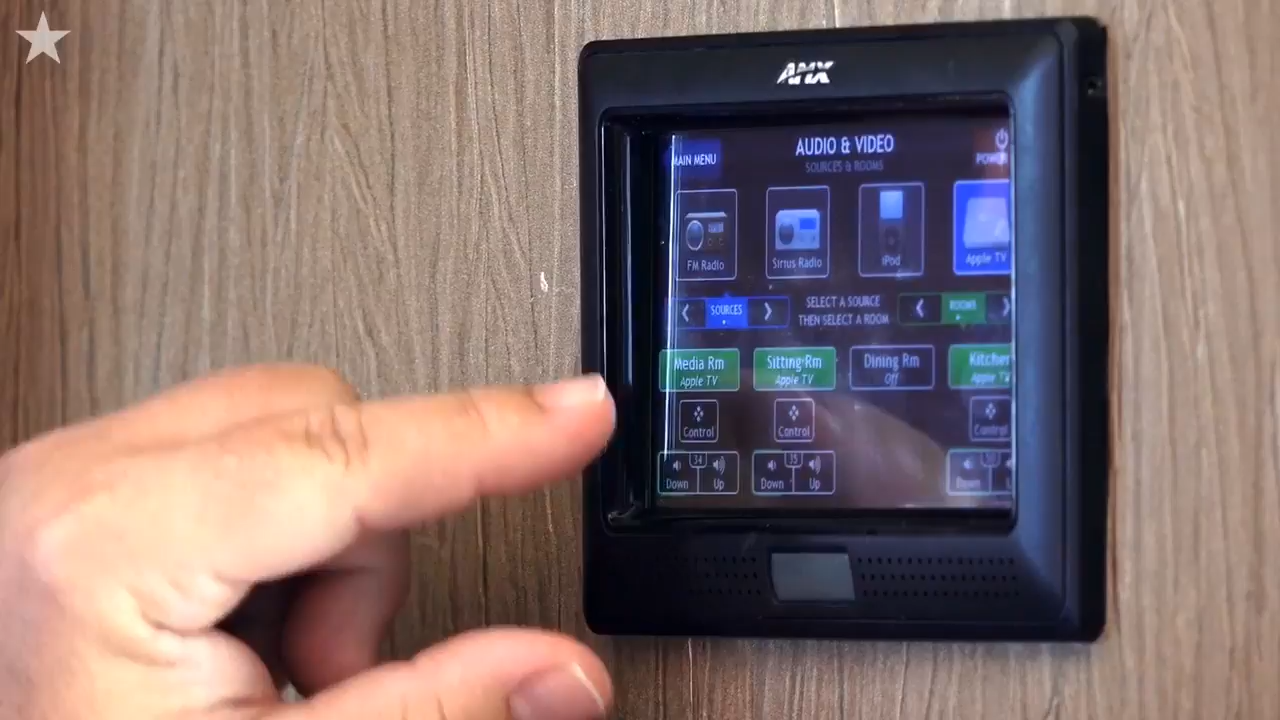 AMX
MAIN MENU
AUDIO & VIDEO
SOURCES & ROOMS
POWER
FM Radio
Sirius Radio
iPod
Apple TV
SOURCES
SELECT A SOURCE
THEN SELECT A ROOM
ROOMS
Media Rm
Apple TV
Sitting Rm
Apple TV
Dining Rm
Off
Kitchen
Apple TV
Control
Control
Control
34
Down Up
35
Down Up
Down